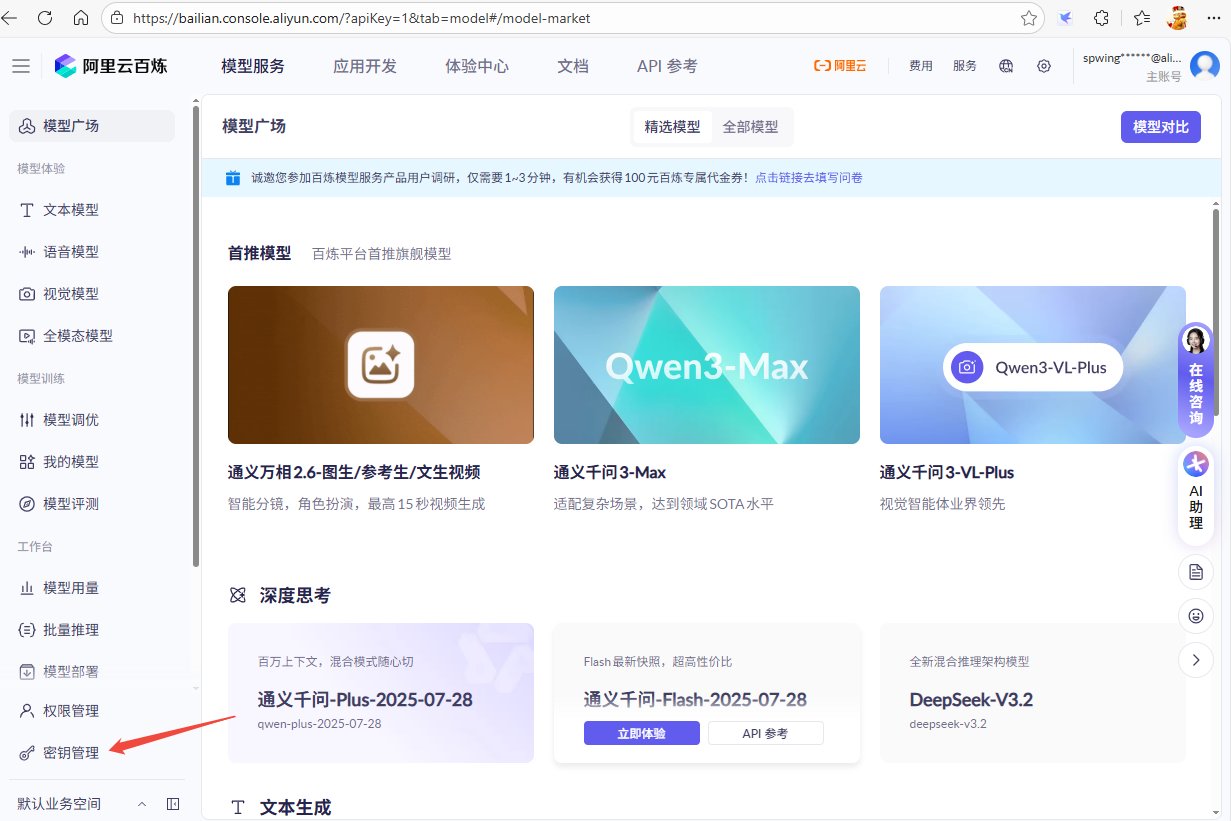 https://bailian.console.aliyun.com/?apiKey=1&tab=model#/model-market
阿里云百炼
模型服务
应用开发
体验中心
文档
API 参考
阿里云
费用
服务
spwing******@ali...
主账号
模型广场
模型体验
文本模型
语音模型
视觉模型
全模态模型
模型训练
模型调优
我的模型
模型评测
工作台
模型用量
批量推理
模型部署
权限管理
密钥管理
默认业务空间
模型广场
精选模型
全部模型
模型对比
诚邀您参加百炼模型服务产品用户调研，仅需要 1~3 分钟，有机会获得 100 元百炼专属代金券！点击链接去填写问卷
首推模型
百炼平台首推旗舰模型
Qwen3-Max
Qwen3-VL-Plus
通义万相 2.6-图生/参考生/文生视频
智能分镜，角色扮演，最高 15 秒视频生成
通义千问 3-Max
适配复杂场景，达到领域 SOTA 水平
通义千问 3-VL-Plus
视觉智能体业界领先
深度思考
百万上下文，混合模式随心切
通义千问-Plus-2025-07-28
qwen-plus-2025-07-28
Flash 最新快照，超高性价比
通义千问-Flash-2025-07-28
立即体验
API 参考
全新混合推理架构模型
DeepSeek-V3.2
deepseek-v3.2
文本生成
在线咨询
AI
助
理